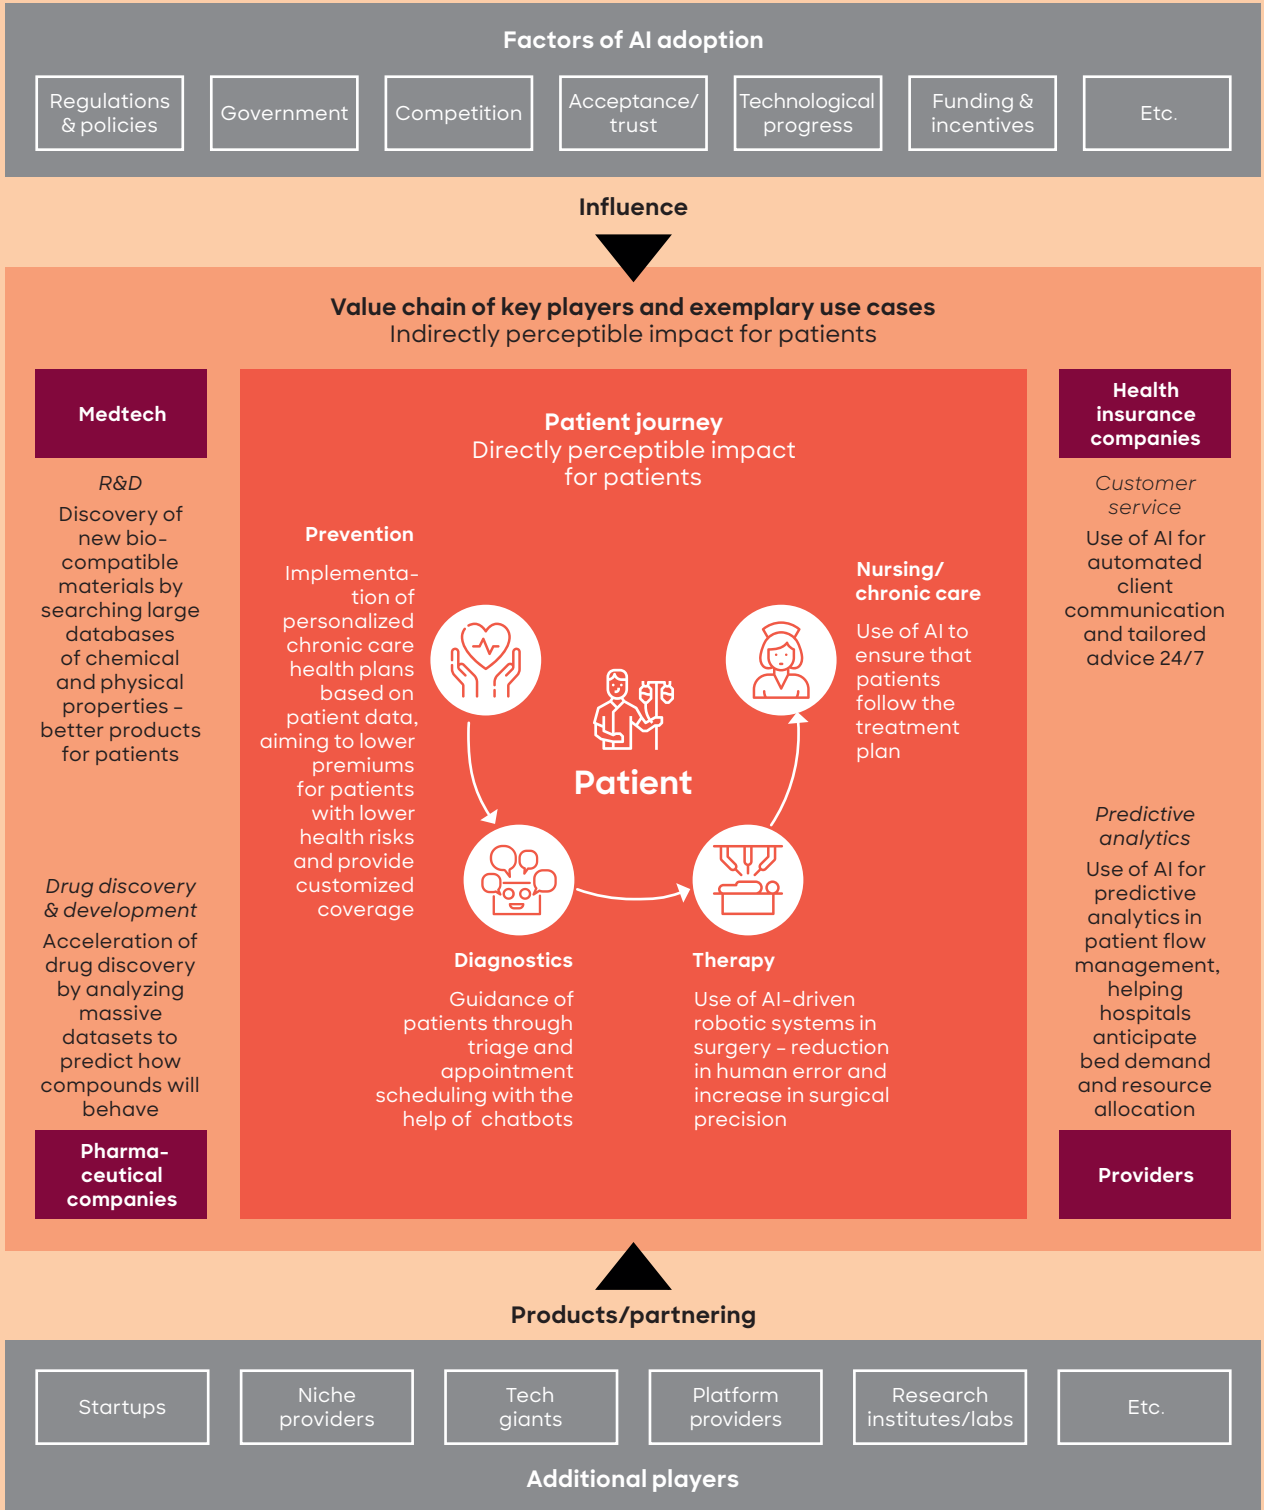 Factors of AI adoption
Regulations
& policies
Government
Competition
Acceptance/
trust
Technological
progress
Funding &
incentives
Etc.
Influence
Value chain of key players and exemplary use cases
Indirectly perceptible impact for patients
Medtech
R&D
Discovery of
new bio-
compatible
materials by
searching large
databases
of chemical
and physical
properties –
better products
for patients
Drug discovery
& development
Acceleration of
drug discovery
by analyzing
massive
datasets to
predict how
compounds will
behave
Pharma-
ceutical
companies
Patient journey
Directly perceptible impact
for patients
Prevention
Implementa-
tion of
personalized
chronic care
health plans
based on
patient data,
aiming to lower
premiums
for patients
with lower
health risks
and provide
customized
coverage
Patient
Diagnostics
Guidance of
patients through
triage and
appointment
scheduling with the
help of chatbots
Therapy
Use of AI-driven
robotic systems in
surgery – reduction
in human error and
increase in surgical
precision
Nursing/
chronic care
Use of AI to
ensure that
patients
follow the
treatment
plan
Health
insurance
companies
Customer
service
Use of AI for
automated
client
communication
and tailored
advice 24/7
Predictive
analytics
Use of AI for
predictive
analytics in
patient flow
management,
helping
hospitals
anticipate
bed demand
and resource
allocation
Providers
Products/partnering
Startups
Niche
providers
Tech
giants
Platform
providers
Research
institutes/labs
Etc.
Additional players